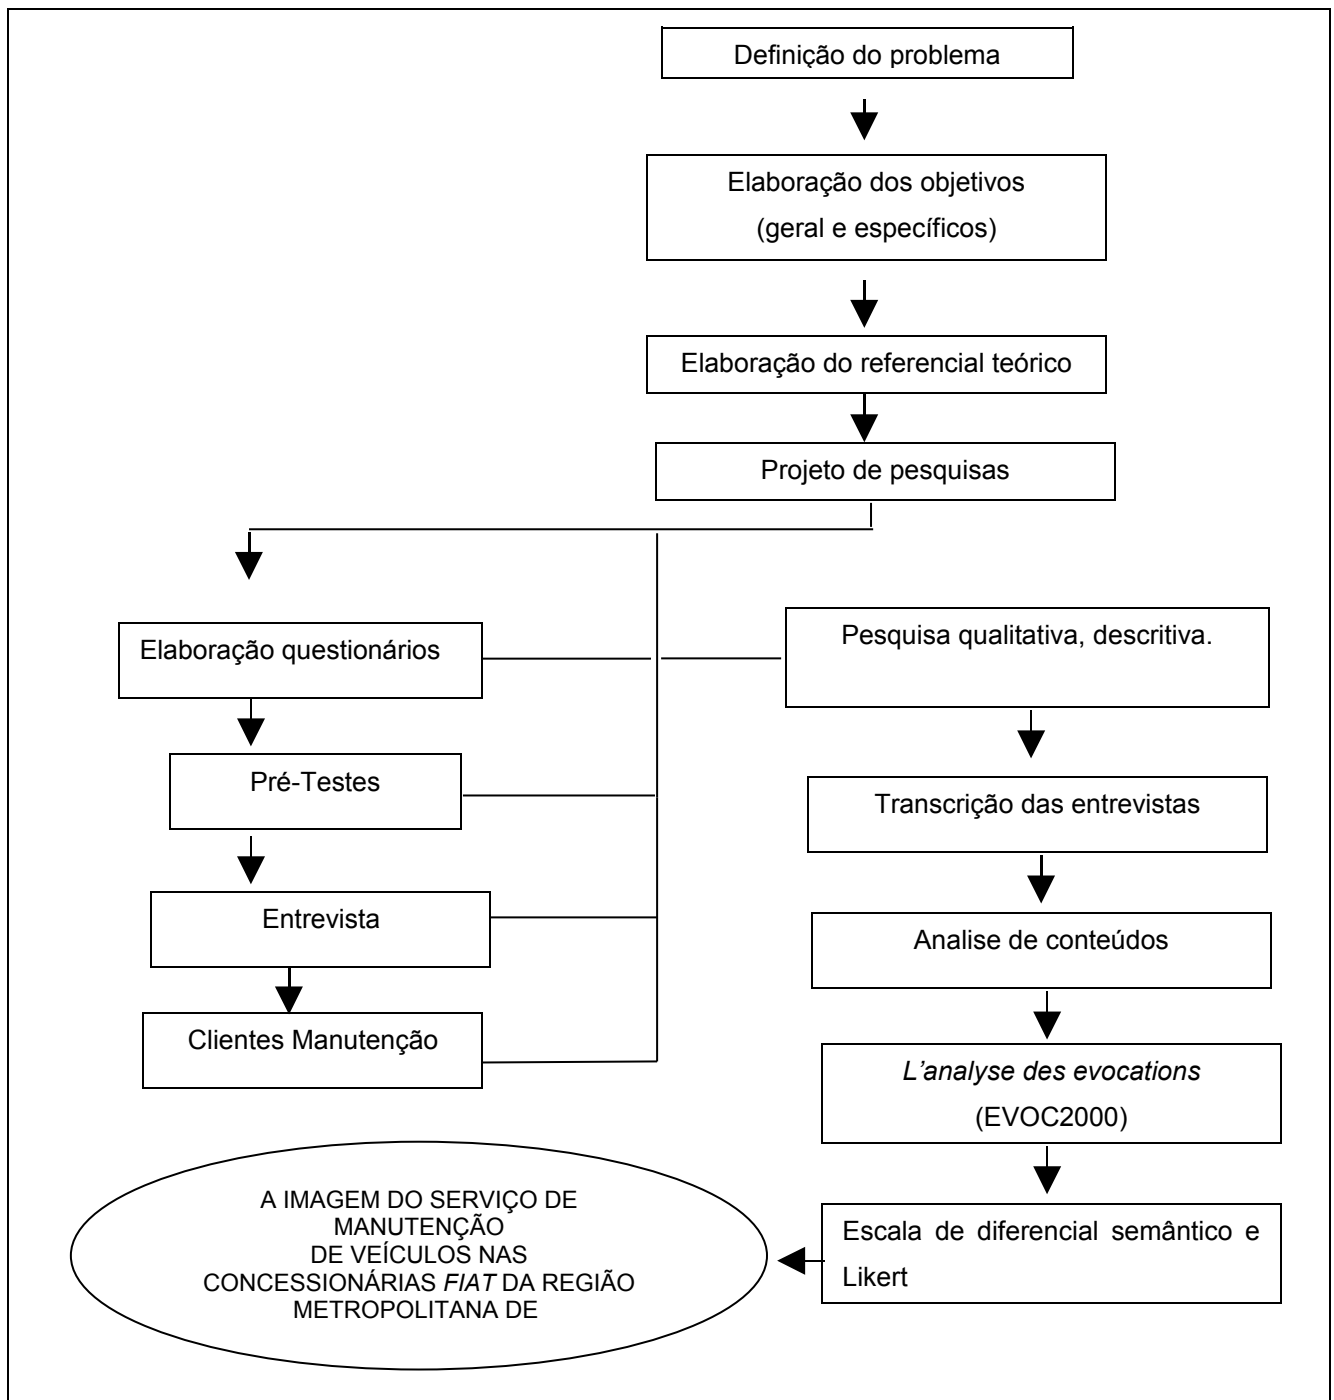 Definição do problema
Elaboração dos objetivos
(geral e específicos)
Elaboração do referencial teórico
Projeto de pesquisas
Elaboração questionários
Pré-Testes
Entrevista
Clientes Manutenção
Pesquisa qualitativa, descritiva.
Transcrição das entrevistas
Analise de conteúdos
L’analyse des evocations
(EVOC2000)
Escala de diferencial semântico e
Likert
A IMAGEM DO SERVIÇO DE
MANUTENÇÃO
DE VEÍCULOS NAS
CONCESSIONÁRIAS FIAT DA REGIÃO
METROPOLITANA DE